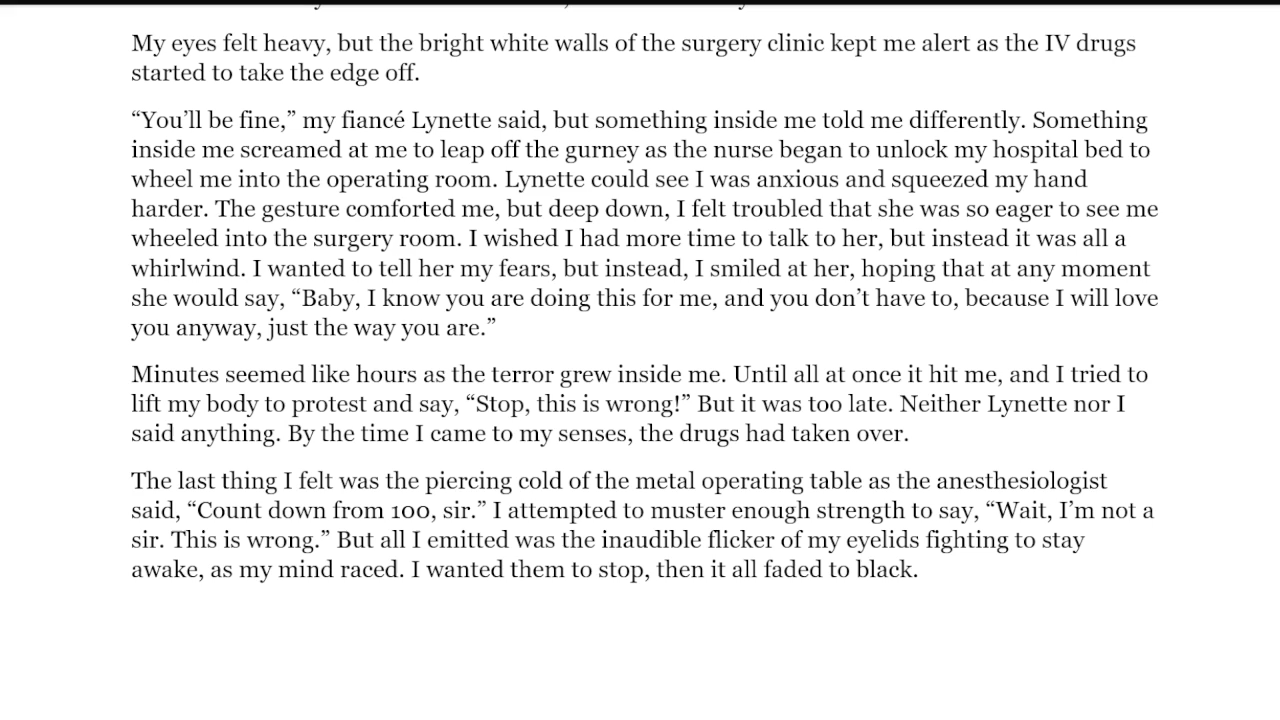 My eyes felt heavy, but the bright white walls of the surgery clinic kept me alert as the IV drugs
started to take the edge off.
“You’ll be fine,” my fiancé Lynette said, but something inside me told me differently. Something
inside me screamed at me to leap off the gurney as the nurse began to unlock my hospital bed to
wheel me into the operating room. Lynette could see I was anxious and squeezed my hand
harder. The gesture comforted me, but deep down, I felt troubled that she was so eager to see me
wheeled into the surgery room. I wished I had more time to talk to her, but instead it was all a
whirlwind. I wanted to tell her my fears, but instead, I smiled at her, hoping that at any moment
she would say, “Baby, I know you are doing this for me, and you don’t have to, because I will love
you anyway, just the way you are.”
Minutes seemed like hours as the terror grew inside me. Until all at once it hit me, and I tried to
lift my body to protest and say, “Stop, this is wrong!” But it was too late. Neither Lynette nor I
said anything. By the time I came to my senses, the drugs had taken over.
The last thing I felt was the piercing cold of the metal operating table as the anesthesiologist
said, “Count down from 100, sir.” I attempted to muster enough strength to say, “Wait, I’m not a
sir. This is wrong.” But all I emitted was the inaudible flicker of my eyelids fighting to stay
awake, as my mind raced. I wanted them to stop, then it all faded to black.